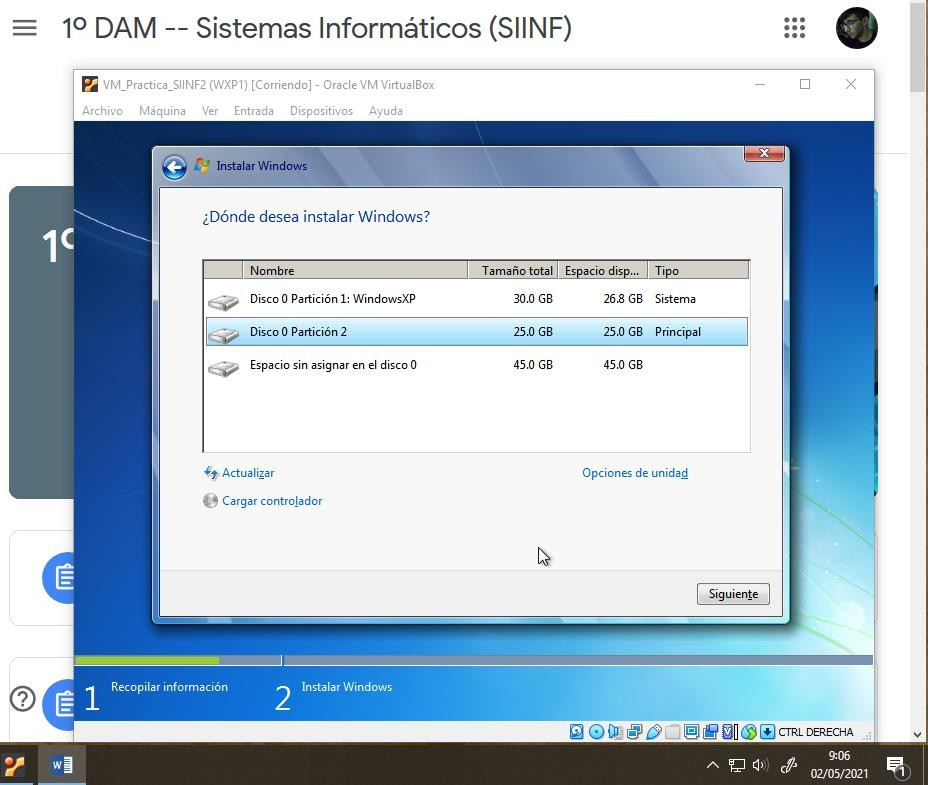 1º DAM -- Sistemas Informáticos (SIINF)
VM_Practica_SIINF2 (WXP1) [Corriendo] - Oracle VM VirtualBox
Archivo Máquina Ver Entrada Dispositivos Ayuda
Instalar Windows
1º
¿Dónde desea instalar Windows?
Nombre Tamaño total Espacio disp... Tipo
Disco 0 Partición 1: WindowsXP 30.0 GB 26.8 GB Sistema
Disco 0 Partición 2 25.0 GB 25.0 GB Principal
Espacio sin asignar en el disco 0 45.0 GB 45.0 GB
Actualizar Opciones de unidad
Cargar controlador
Siguiente
1 Recopilar información 2 Instalar Windows
CTRL DERECHA
9:06
02/05/2021
1